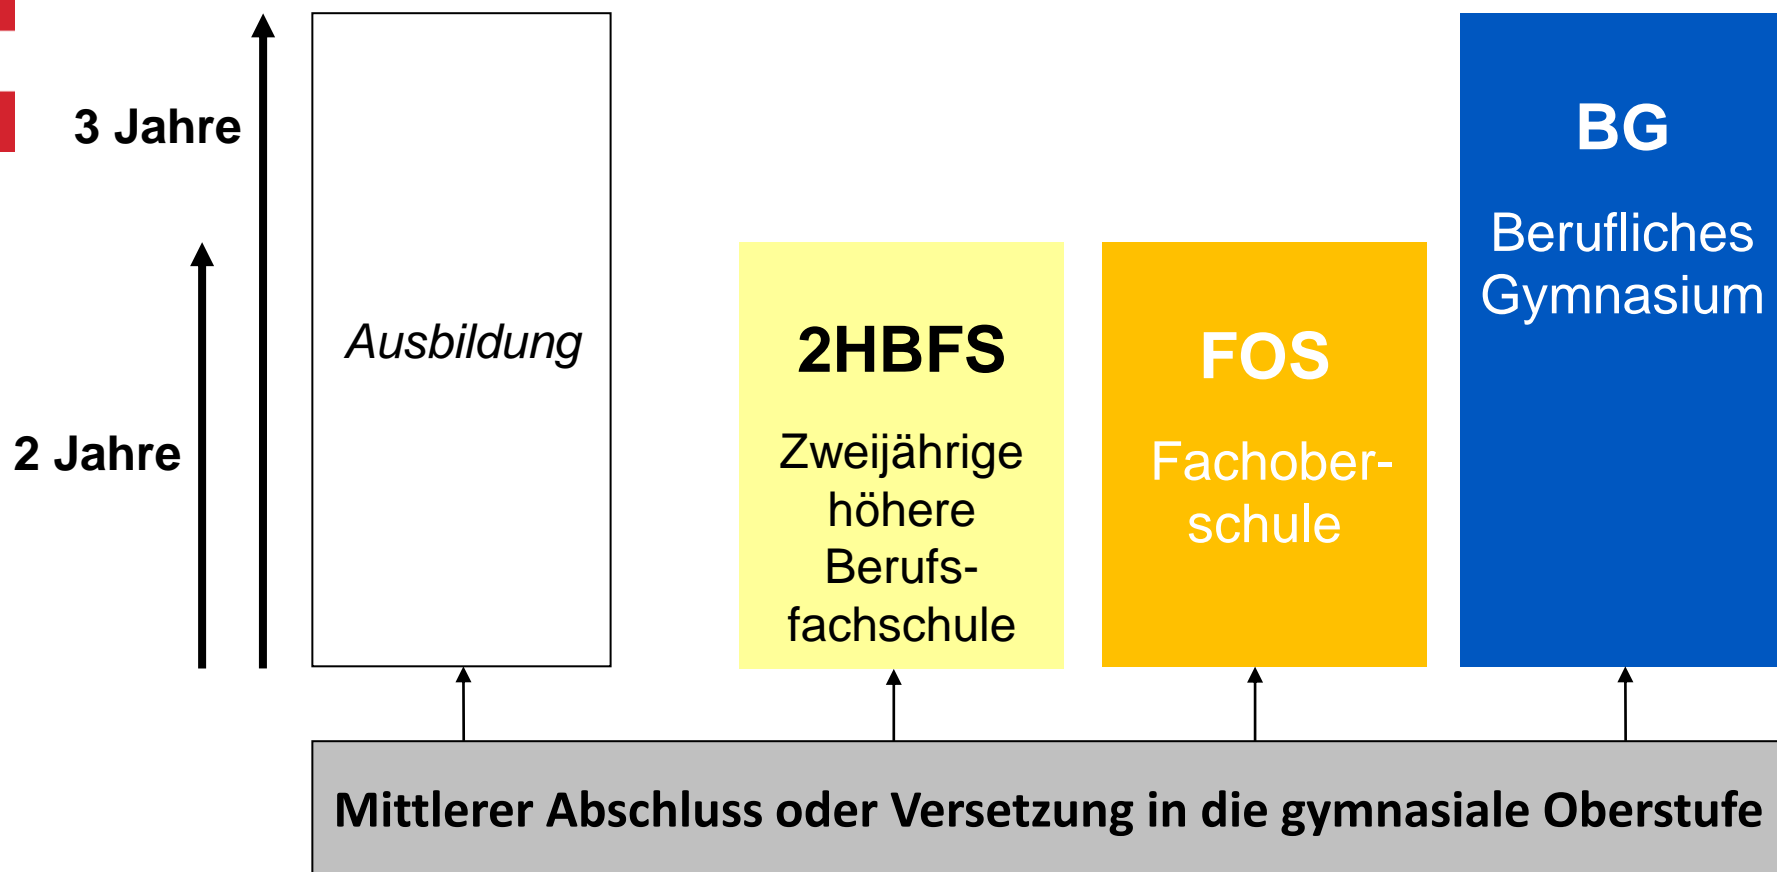 3 Jahre
2 Jahre
Ausbildung
2HBFS
Zweijährige
höhere
Berufs-
fachschule
FOS
Fachober-
schule
BG
Berufliches
Gymnasium
Mittlerer Abschluss oder Versetzung in die gymnasiale Oberstufe